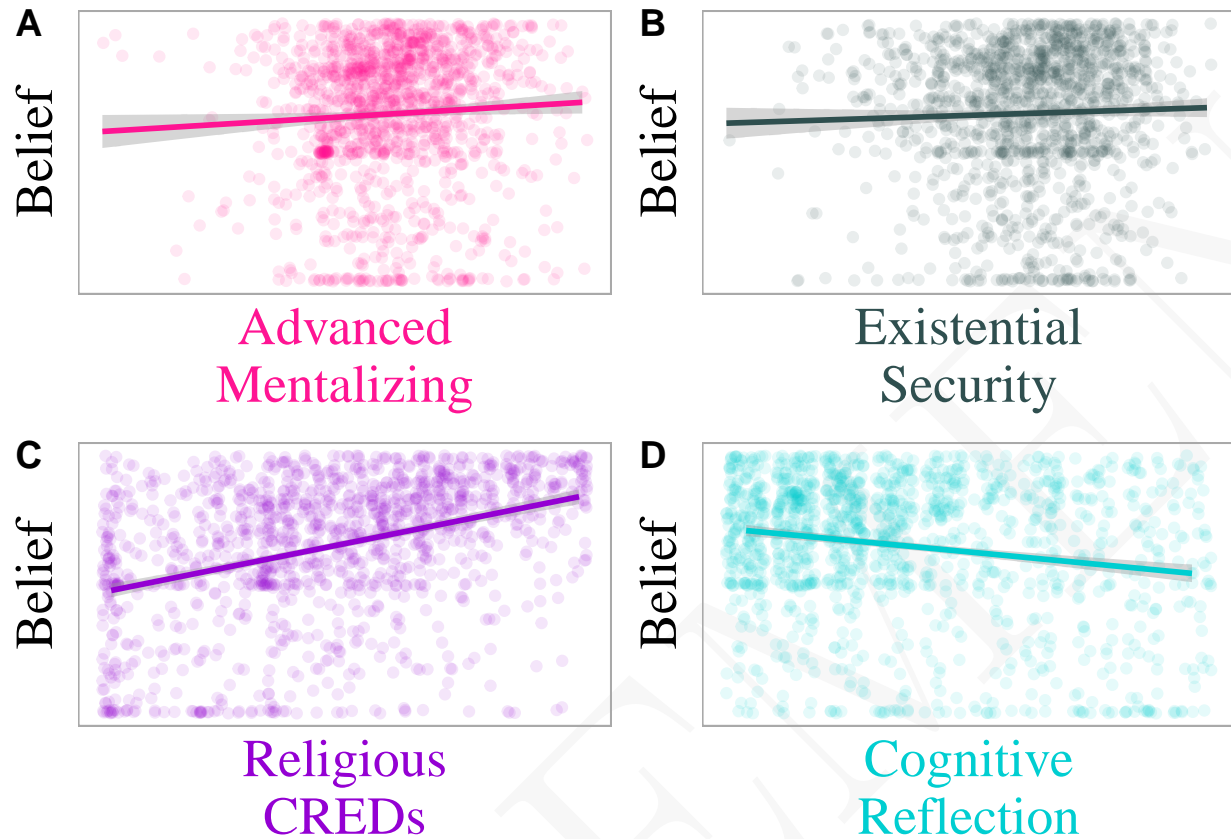 A
Belief
Advanced
Mentalizing
B
Belief
Existential
Security
C
Belief
Religious
CREDs
D
Belief
Cognitive
Reflection